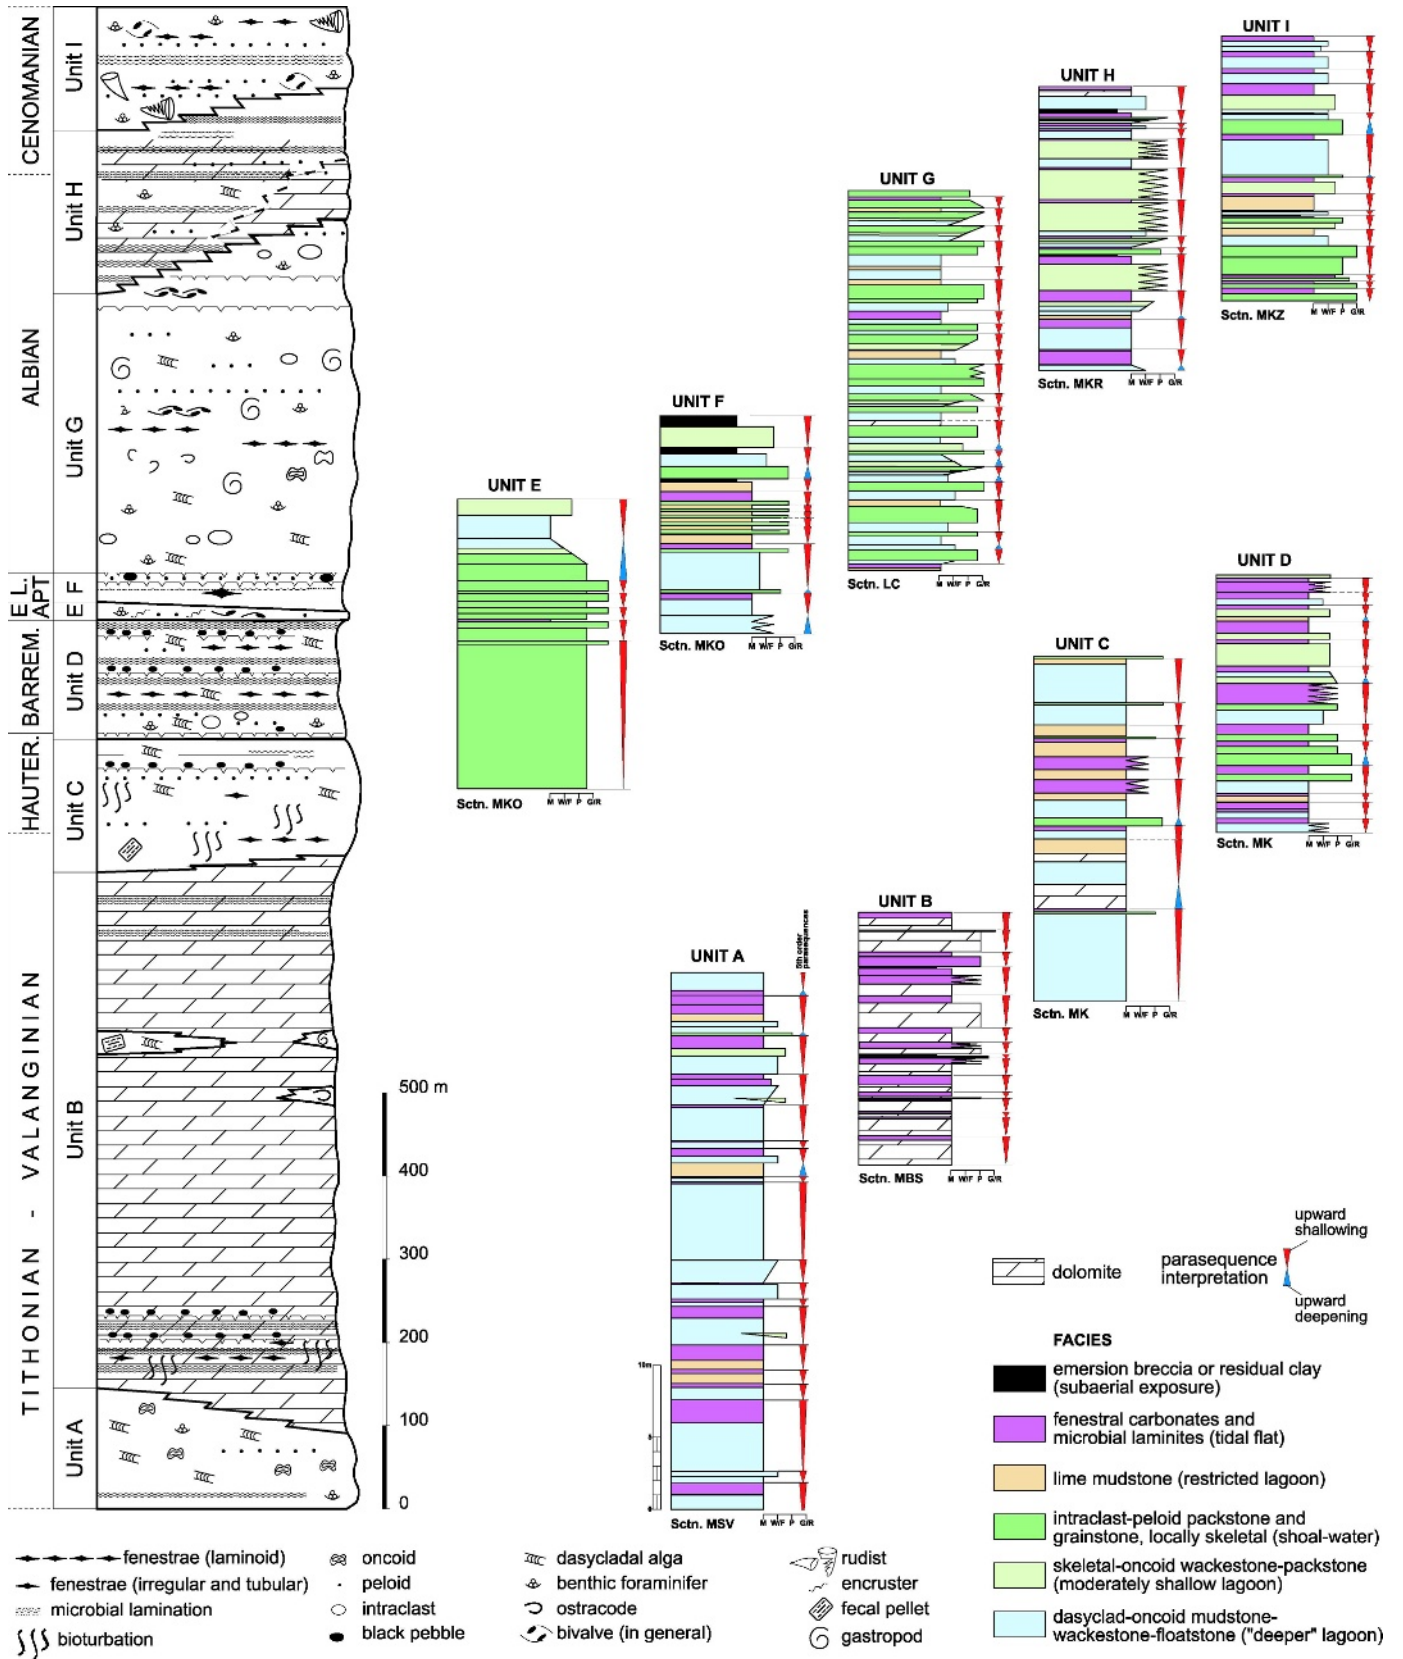 CENOMANIAN
ALBIAN
E L.
APT
BARREM.
HAUTER.
TITHONIAN - VALANGINIAN
Unit I
Unit H
Unit G
F
E
Unit D
Unit C
Unit B
Unit A
500 m
400
300
200
100
0
UNIT I
Sctn. MKZ
M W/F P G/R
UNIT H
Sctn. MKR
M W/F P G/R
UNIT G
Sctn. LC
M W/F P G/R
UNIT F
Sctn. MKO
M W/F P G/R
UNIT E
Sctn. MKO
M W/F P G/R
UNIT D
Sctn. MK
M W/F P G/R
UNIT C
Sctn. MK
M W/F P G/R
UNIT B
Sctn. MBS
M W/F P G/R
UNIT A
5th order
parasequences
10m
5
0
Sctn. MSV
M W/F P G/R
dolomite
parasequence
interpretation
upward
shallowing
upward
deepening
FACIES
emersion breccia or residual clay
(subaerial exposure)
fenestral carbonates and
microbial laminites (tidal flat)
lime mudstone (restricted lagoon)
intraclast-peloid packstone and
grainstone, locally skeletal (shoal-water)
skeletal-oncoid wackestone-packstone
(moderately shallow lagoon)
dasyclad-oncoid mudstone-
wackestone-floatstone ("deeper" lagoon)
fenestrae (laminoid)
fenestrae (irregular and tubular)
microbial lamination
bioturbation
oncoid
peloid
intraclast
black pebble
dasycladal alga
benthic foraminifer
ostracode
bivalve (in general)
rudist
encruster
fecal pellet
gastropod